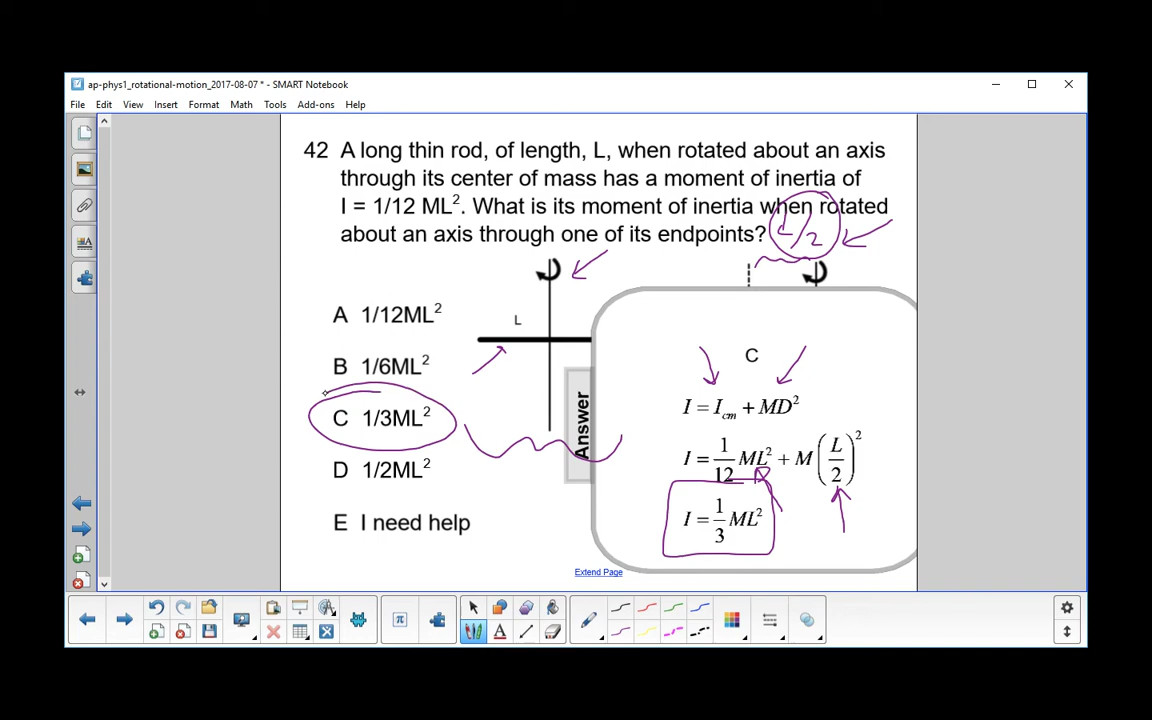 ap-phys1_rotational-motion_2017-08-07 * - SMART Notebook
File Edit View Insert Format Math Tools Add-ons Help
42 A long thin rod, of length, L, when rotated about an axis
through its center of mass has a moment of inertia of
I = 1/12 ML². What is its moment of inertia when rotated
about an axis through one of its endpoints?
L/2
A 1/12ML²
L
B 1/6ML²
C 1/3ML²
D 1/2ML²
E I need help
Answer
C
I = I_cm + MD²
I = 1/12 ML² + M(L/2)²
I = 1/3 ML²
Extend Page